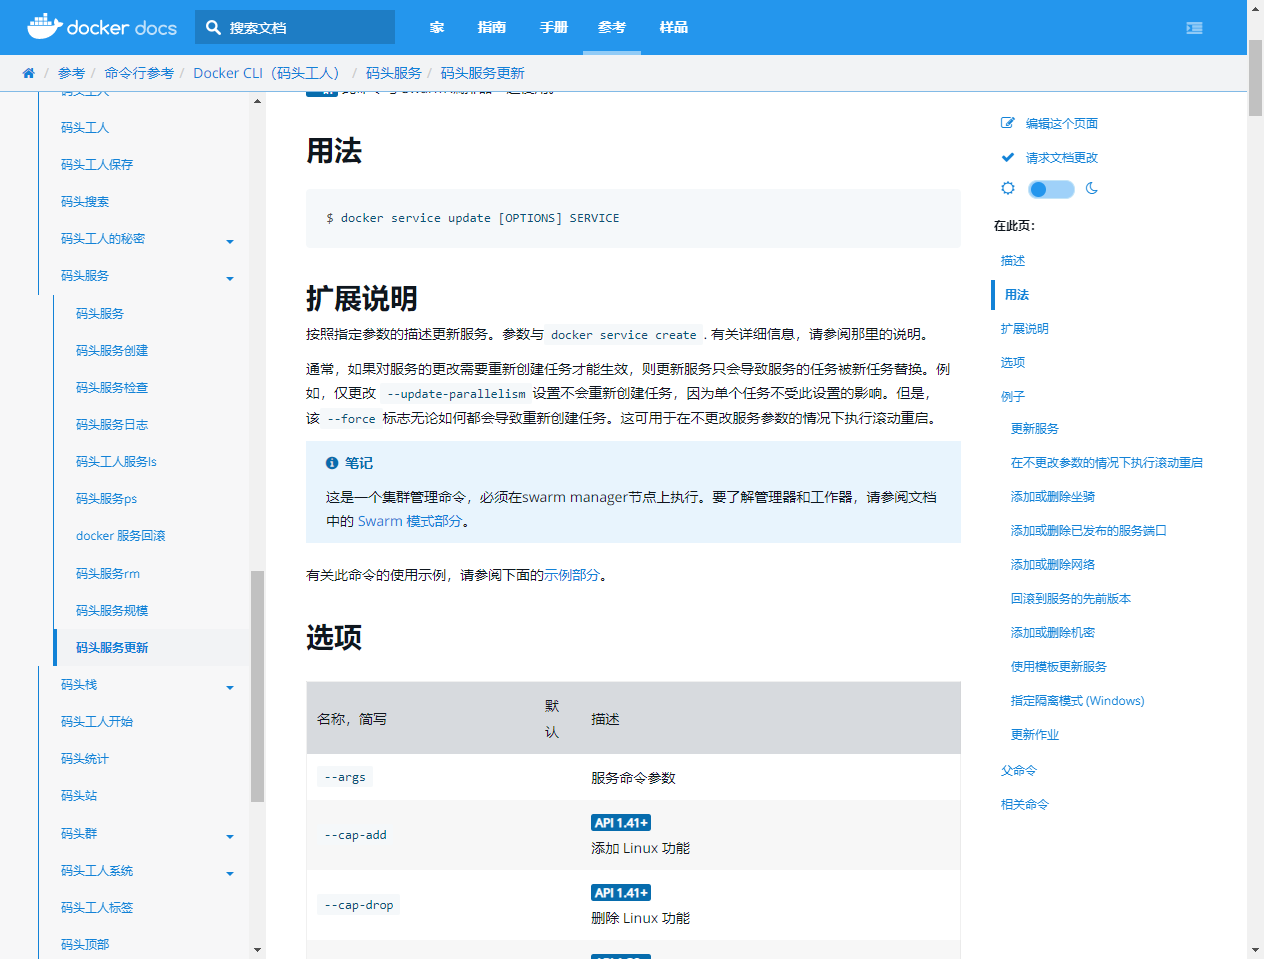 docker docs
搜索文档
家
指南
手册
参考
样品
参考 / 命令行参考 / Docker CLI（码头工人） / 码头服务 / 码头服务更新
码头工人
码头工人保存
码头搜索
码头工人的秘密
码头服务
码头服务
码头服务创建
码头服务检查
码头服务日志
码头工人服务ls
码头服务ps
docker 服务回滚
码头服务rm
码头服务规模
码头服务更新
码头栈
码头工人开始
码头统计
码头站
码头群
码头工人系统
码头工人标签
码头顶部
用法
$ docker service update [OPTIONS] SERVICE
扩展说明
按照指定参数的描述更新服务。参数与 docker service create . 有关详细信息，请参阅那里的说明。
通常，如果对服务的更改需要重新创建任务才能生效，则更新服务只会导致服务的任务被新任务替换。例
如，仅更改 --update-parallelism 设置不会重新创建任务，因为单个任务不受此设置的影响。但是，
该 --force 标志无论如何都会导致重新创建任务。这可用于在不更改服务参数的情况下执行滚动重启。
笔记
这是一个集群管理命令，必须在swarm manager节点上执行。要了解管理器和工作器，请参阅文档
中的 Swarm 模式部分。
有关此命令的使用示例，请参阅下面的示例部分。
选项
名称，简写
默
认
描述
--args
服务命令参数
--cap-add
API 1.41+
添加 Linux 功能
--cap-drop
API 1.41+
删除 Linux 功能
编辑这个页面
请求文档更改
在此页：
描述
用法
扩展说明
选项
例子
更新服务
在不更改参数的情况下执行滚动重启
添加或删除坐骑
添加或删除已发布的服务端口
添加或删除网络
回滚到服务的先前版本
添加或删除机密
使用模板更新服务
指定隔离模式 (Windows)
更新作业
父命令
相关命令